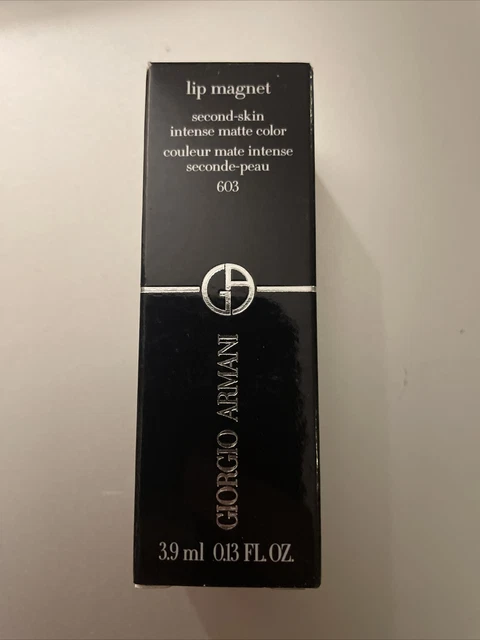 lip magnet
second-skin
intense matte color
couleur mate intense
seconde-peau
603
GA
GIORGIO ARMANI
3.9 ml 0.13 FL.OZ.